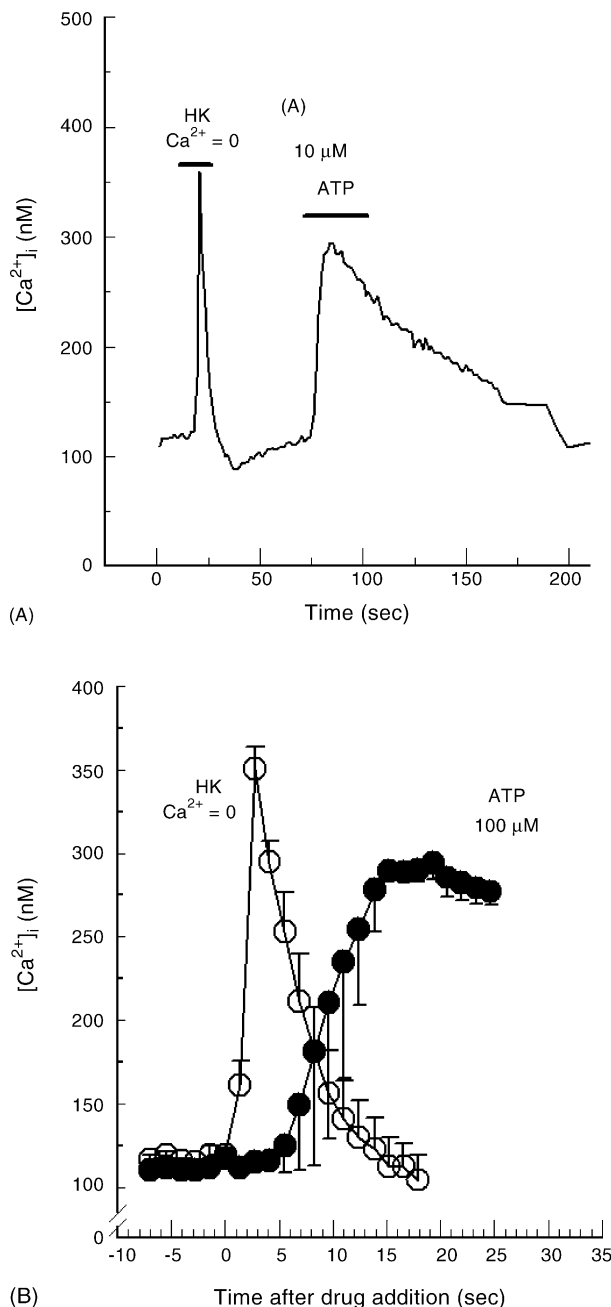 500
400
300
200
100
0
[Ca²⁺]ᵢ (nM)
HK
Ca²⁺ = 0
(A)
10 µM
ATP
0 50 100 150 200
Time (sec)
(A)
400
350
300
250
200
150
100
0
[Ca²⁺]ᵢ (nM)
HK
Ca²⁺ = 0
ATP
100 µM
-10 -5 0 5 10 15 20 25 30 35
Time after drug addition (sec)
(B)